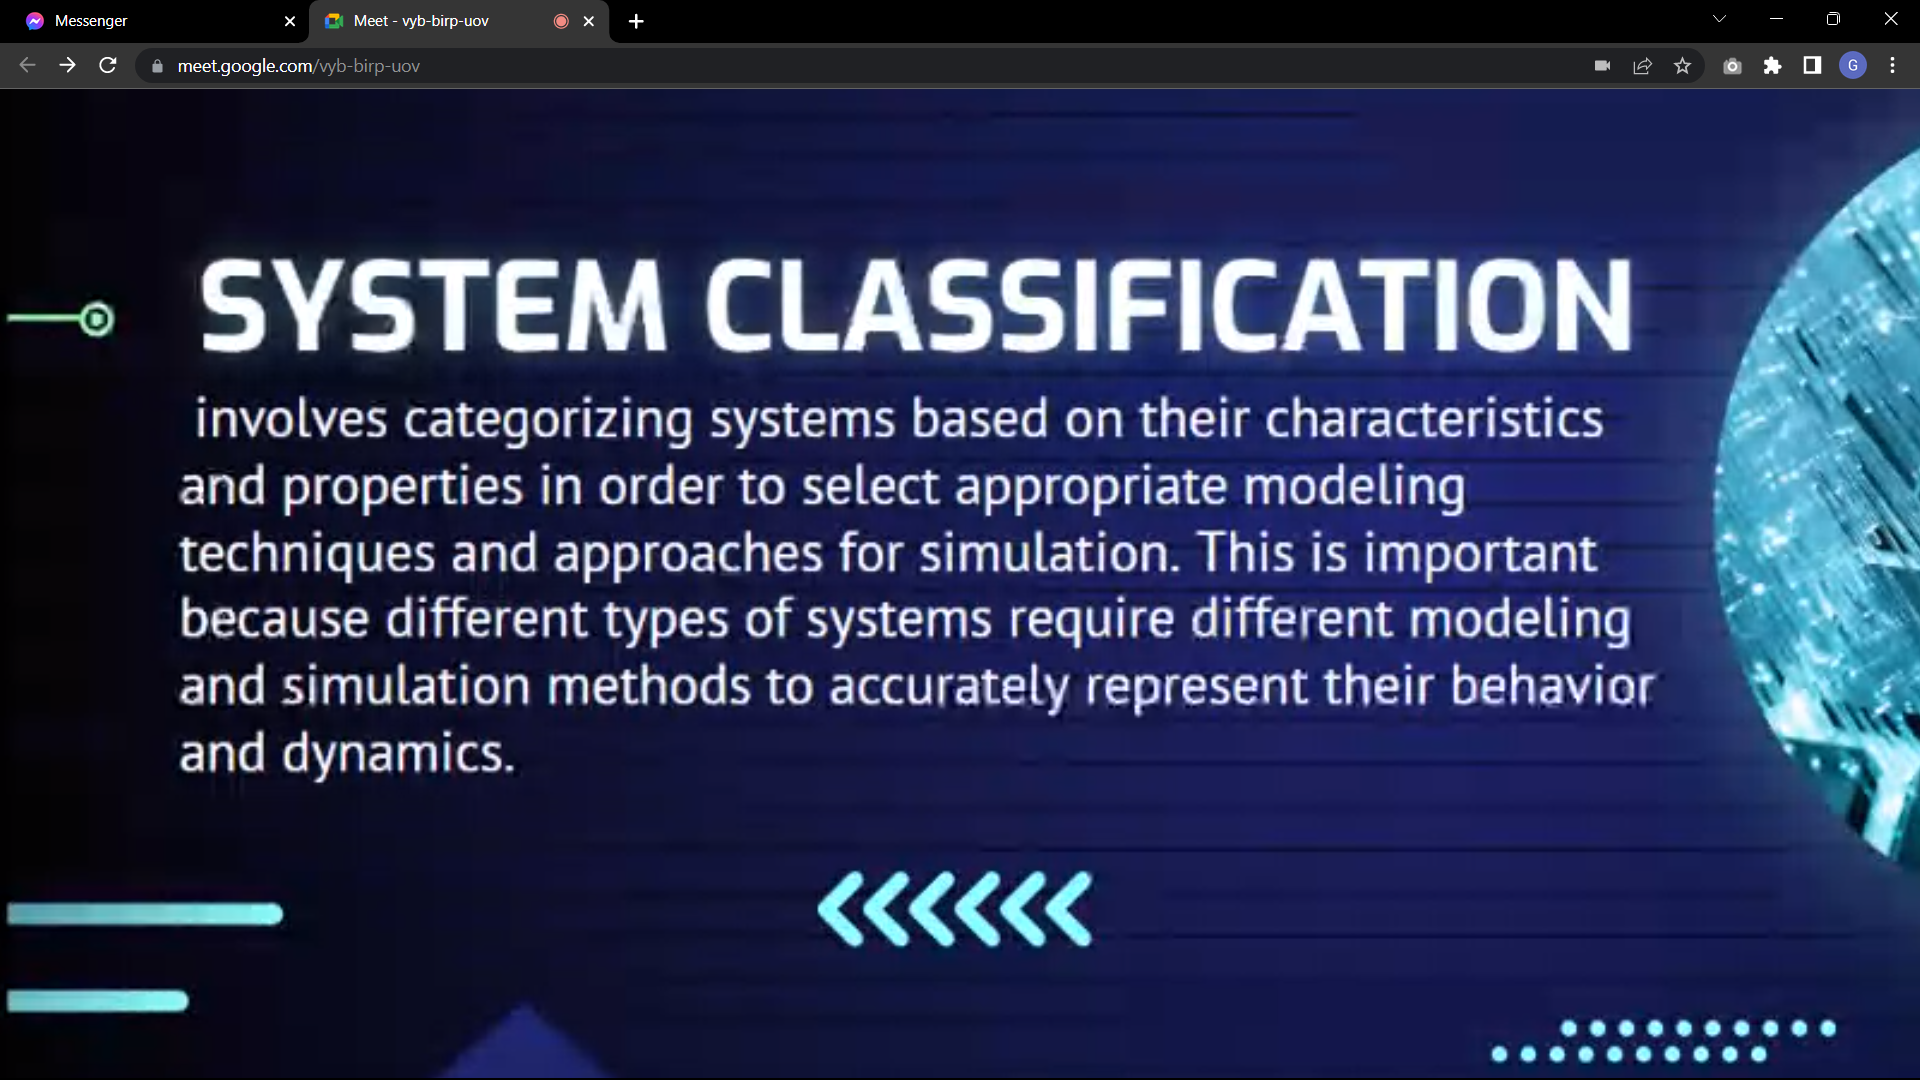 Messenger
Meet - vyb-birp-uov
meet.google.com/vyb-birp-uov
G
SYSTEM CLASSIFICATION
involves categorizing systems based on their characteristics
and properties in order to select appropriate modeling
techniques and approaches for simulation. This is important
because different types of systems require different modeling
and simulation methods to accurately represent their behavior
and dynamics.